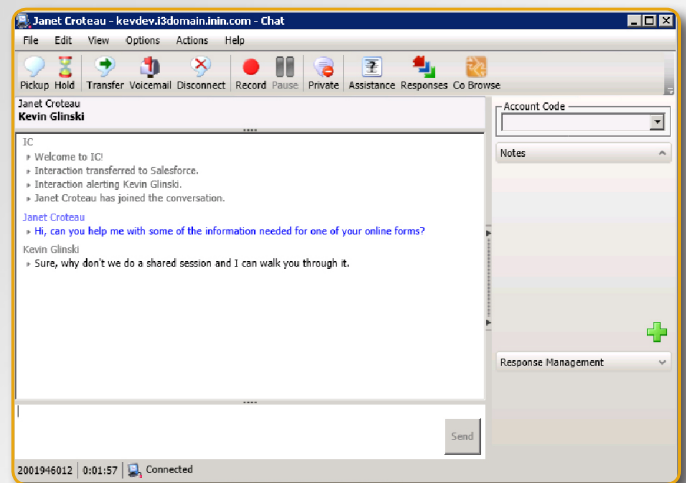 Janet Croteau - kevdev.i3domain.inin.com - Chat
File Edit View Options Actions Help
Pickup Hold Transfer Voicemail Disconnect Record Pause Private Assistance Responses Co Browse
Janet Croteau
Kevin Glinski
Account Code
IC
Welcome to IC!
Interaction transferred to Salesforce.
Interaction alerting Kevin Glinski.
Janet Croteau has joined the conversation.
Janet Croteau
Hi, can you help me with some of the information needed for one of your online forms?
Kevin Glinski
Sure, why don't we do a shared session and I can walk you through it.
Notes
Response Management
Send
2001946012 0:01:57 Connected